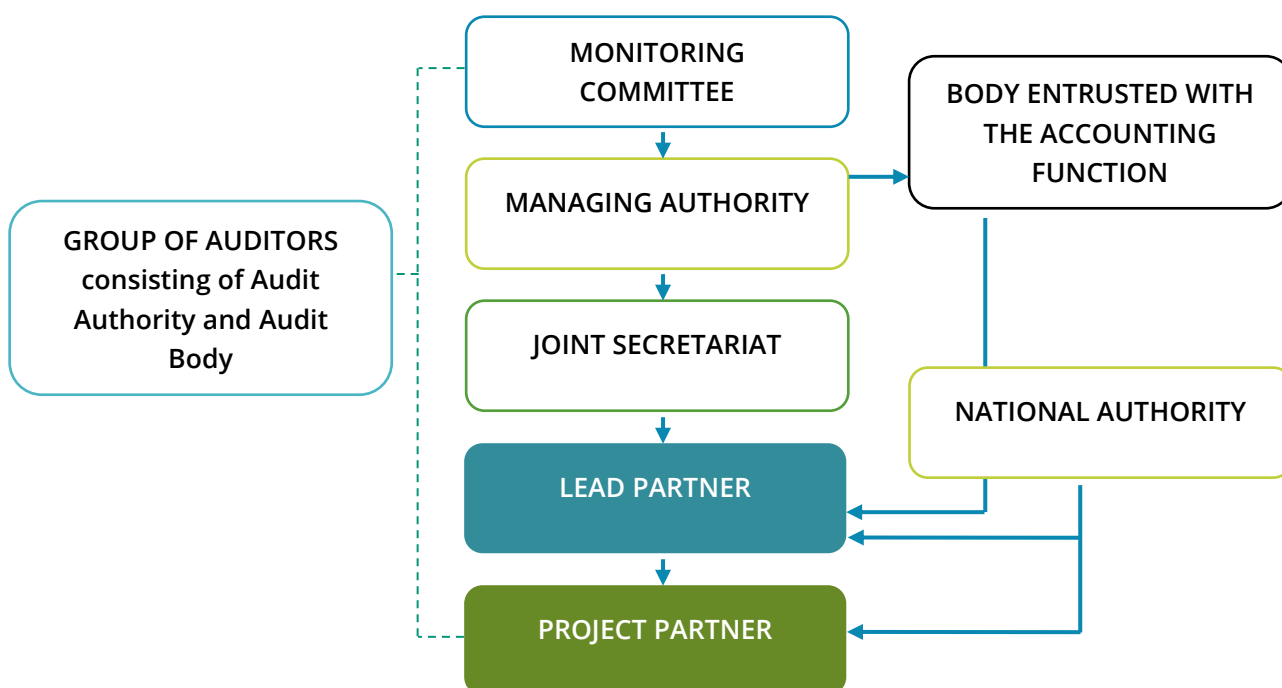 MONITORING
COMMITTEE
BODY ENTRUSTED WITH
THE ACCOUNTING
FUNCTION
MANAGING AUTHORITY
GROUP OF AUDITORS
consisting of Audit
Authority and Audit
Body
JOINT SECRETARIAT
NATIONAL AUTHORITY
LEAD PARTNER
PROJECT PARTNER